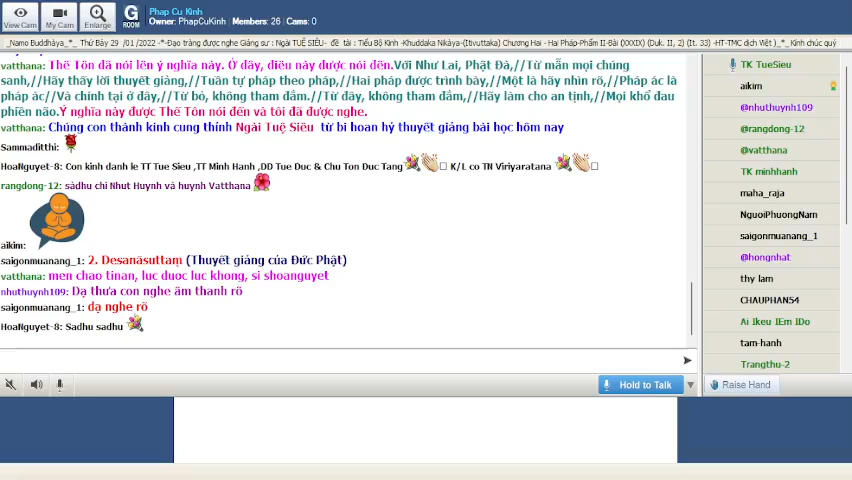 Phap Cu Kinh
Owner: PhapCuKinh Members: 26 Cams: 0
View Cam
My Cam
Enlarge
G
ROOM
_Namo Buddhàya_*_ Thứ Bảy 29 /01 /2022 -*-Đạo tràng được nghe Giảng sư : Ngài TUỆ SIÊU- đề tài : Tiểu Bộ Kinh -Khuddaka Nikàya-(Itivuttaka) Chương Hai - Hai Pháp-Phẩm II-Bài (XXIX) (Duk. II, 2) (It. 33) -HT-TMC dịch Việt )_*_ Kính chúc quý
vatthana: Thế Tôn đã nói lên ý nghĩa này. Ở đây, điều này được nói đến.Với Như Lai, Phật Đà,//Từ mẫn mọi chúng
sanh,//Hãy thấy lời thuyết giảng,//Tuần tự pháp theo pháp,//Hai pháp được trình bày,//Một là hãy nhìn rõ,//Pháp ác là
pháp ác//Và chính tại ở đây,//Từ bỏ, không tham đắm.//Từ đây, không tham đắm,//Hãy làm cho an tịnh,//Mọi khổ đau
phiền não.Ý nghĩa này được Thế Tôn nói đến và tôi đã được nghe.
vatthana: Chúng con thành kính cung thỉnh Ngài Tuệ Siêu từ bi hoan hỷ thuyết giảng bài học hôm nay
Sammaditthi:
HoaNguyet-8: Con kinh danh le TT Tue Sieu ,TT Minh Hanh ,DD Tue Duc & Chu Ton Duc Tang K/L co TN Viriyaratana
rangdong-12: sàdhu chị Nhut Huynh và huynh Vatthana
aikim:
saigonmuanang_1: 2. Desanāsuttaṃ (Thuyết giảng của Đức Phật)
vatthana: men chao tinan, luc duoc luc khong, si shoanguyet
nhuthuynh109: Dạ thưa con nghe âm thanh rõ
saigonmuanang_1: dạ nghe rõ
HoaNguyet-8: Sadhu sadhu
Hold to Talk
Raise Hand
TK TueSieu
aikim
@nhuthuynh109
@rangdong-12
@vatthana
TK minhhanh
maha_raja
NguoiPhuongNam
saigonmuanang_1
@hongnhat
thy lam
CHAUPHAN54
Ai Ikeu IEm IDo
tam-hanh
Trangthu-2